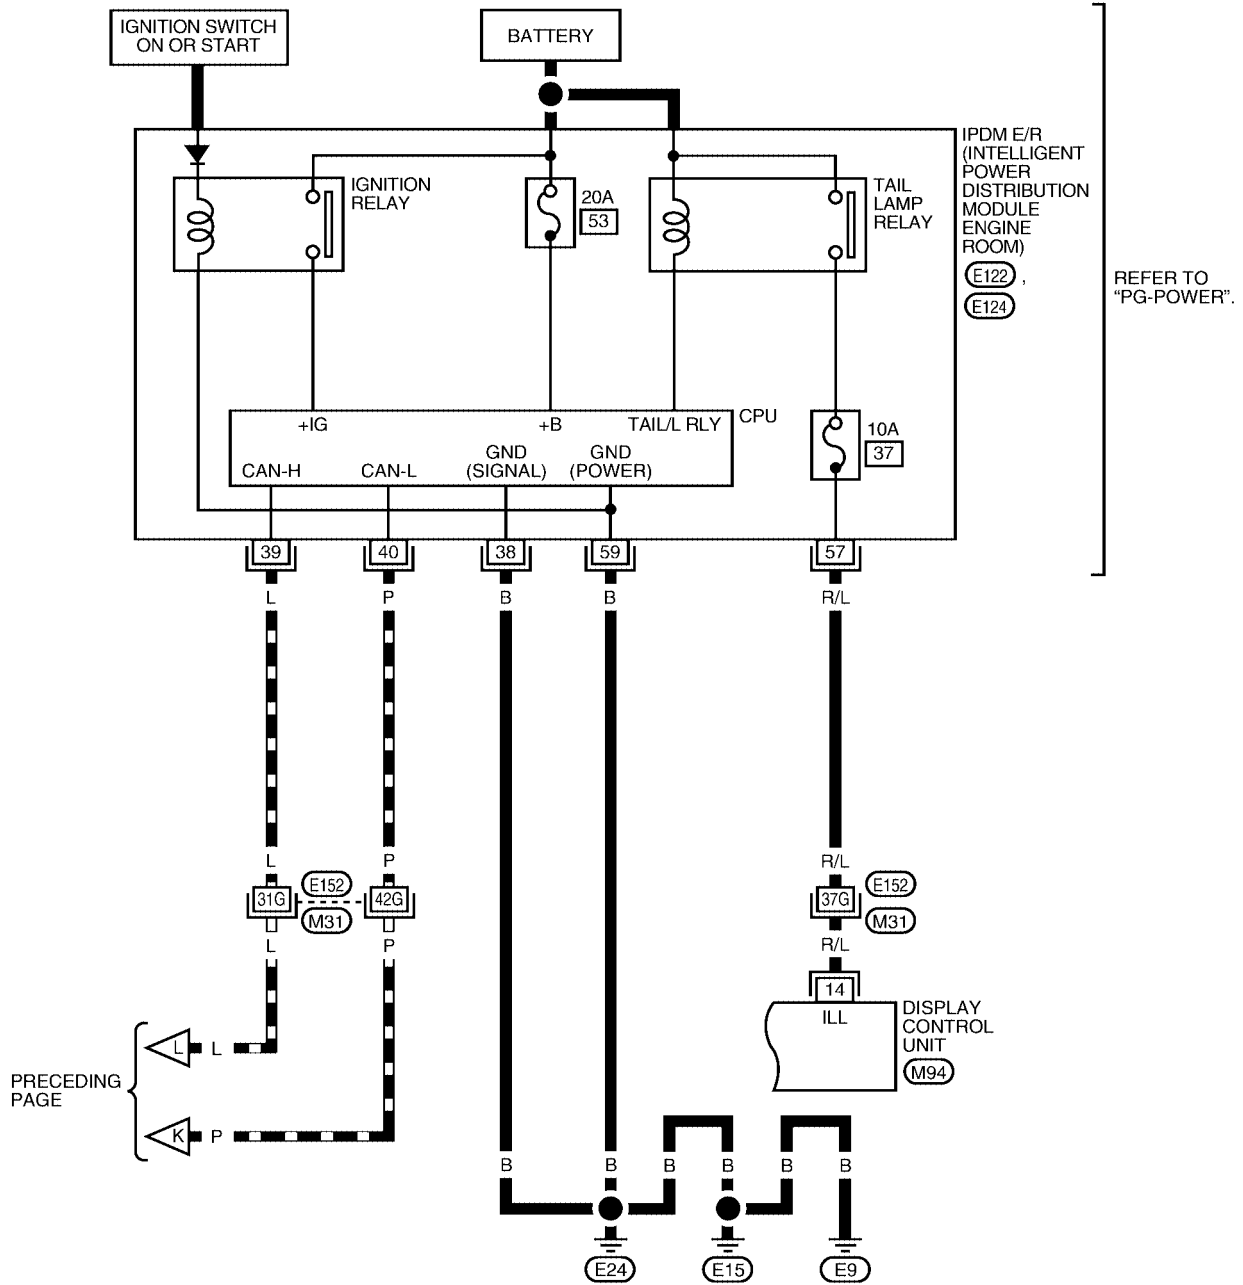 IGNITION SWITCH
ON OR START
BATTERY
IPDM E/R
(INTELLIGENT
POWER
DISTRIBUTION
MODULE
ENGINE
ROOM)
E122 ,
E124
REFER TO
“PG-POWER”.
IGNITION
RELAY
20A
53
TAIL
LAMP
RELAY
+IG
+B
TAIL/L RLY
CPU
10A
37
CAN-H
CAN-L
GND
(SIGNAL)
GND
(POWER)
39
40
38
59
57
L
P
B
B
R/L
L
P
R/L
31G
E152
M31
42G
37G
E152
M31
L
P
R/L
14
ILL
DISPLAY
CONTROL
UNIT
M94
PRECEDING
PAGE
L
L
K
P
B
B
B
B
B
B
E24
E15
E9